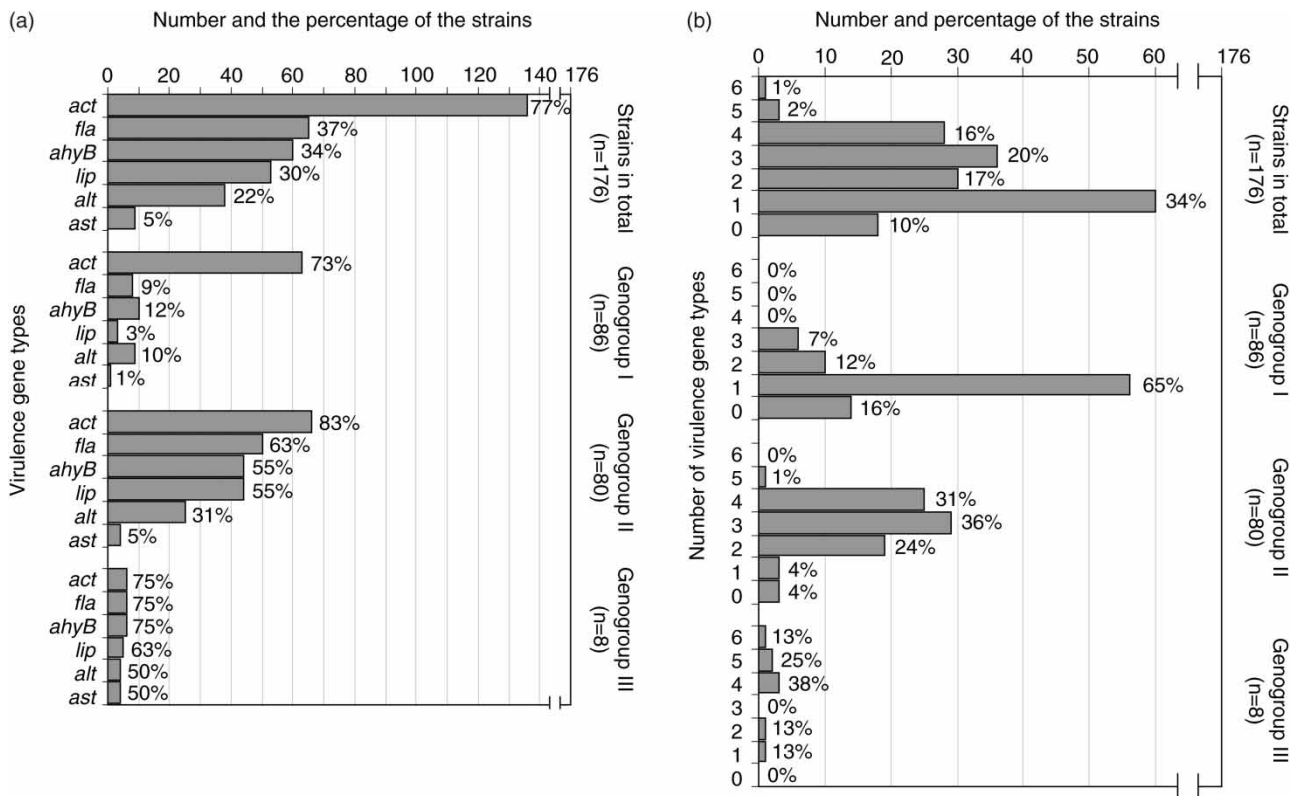 (a)
Number and the percentage of the strains
0 20 40 60 80 100 120 140 176
Virulence gene types
act 77%
fla 37%
ahyB 34%
lip 30%
alt 22%
ast 5%
Strains in total
(n=176)
act 73%
fla 9%
ahyB 12%
lip 3%
alt 10%
ast 1%
Genogroup I
(n=86)
act 83%
fla 63%
ahyB 55%
lip 55%
alt 31%
ast 5%
Genogroup II
(n=80)
act 75%
fla 75%
ahyB 75%
lip 63%
alt 50%
ast 50%
Genogroup III
(n=8)
(b)
Number and percentage of the strains
0 10 20 30 40 50 60 176
Number of virulence gene types
6 1%
5 2%
4 16%
3 20%
2 17%
1 34%
0 10%
Strains in total
(n=176)
6 0%
5 0%
4 0%
3 7%
2 12%
1 65%
0 16%
Genogroup I
(n=86)
6 0%
5 1%
4 31%
3 36%
2 24%
1 4%
0 4%
Genogroup II
(n=80)
6 13%
5 25%
4 38%
3 0%
2 13%
1 13%
0 0%
Genogroup III
(n=8)